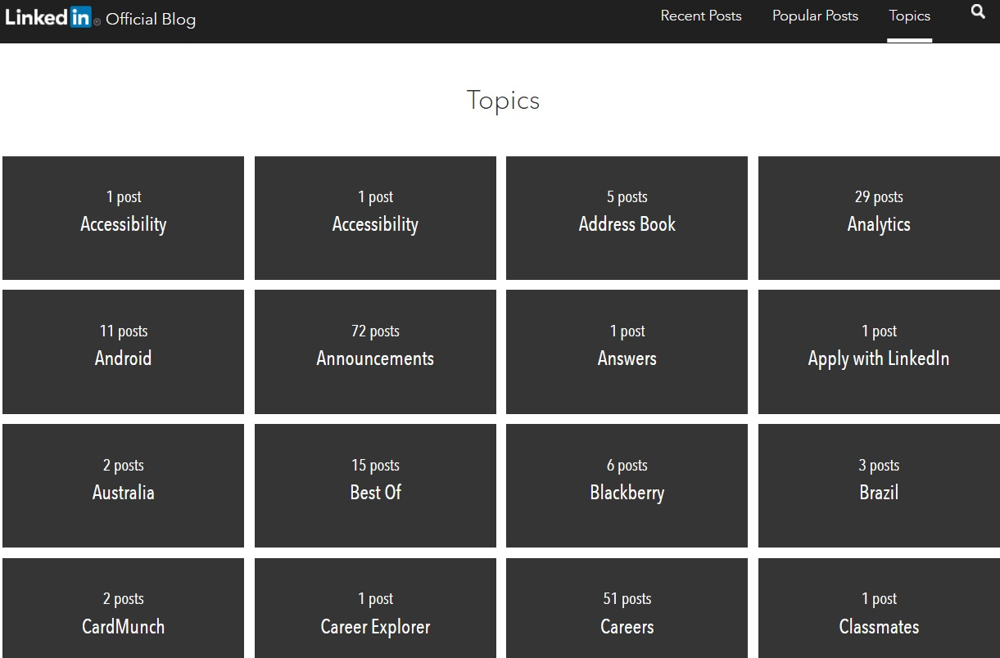 Linked in® Official Blog
Recent Posts
Popular Posts
Topics
Topics
1 post
Accessibility
1 post
Accessibility
5 posts
Address Book
29 posts
Analytics
11 posts
Android
72 posts
Announcements
1 post
Answers
1 post
Apply with LinkedIn
2 posts
Australia
15 posts
Best Of
6 posts
Blackberry
3 posts
Brazil
2 posts
CardMunch
1 post
Career Explorer
51 posts
Careers
1 post
Classmates